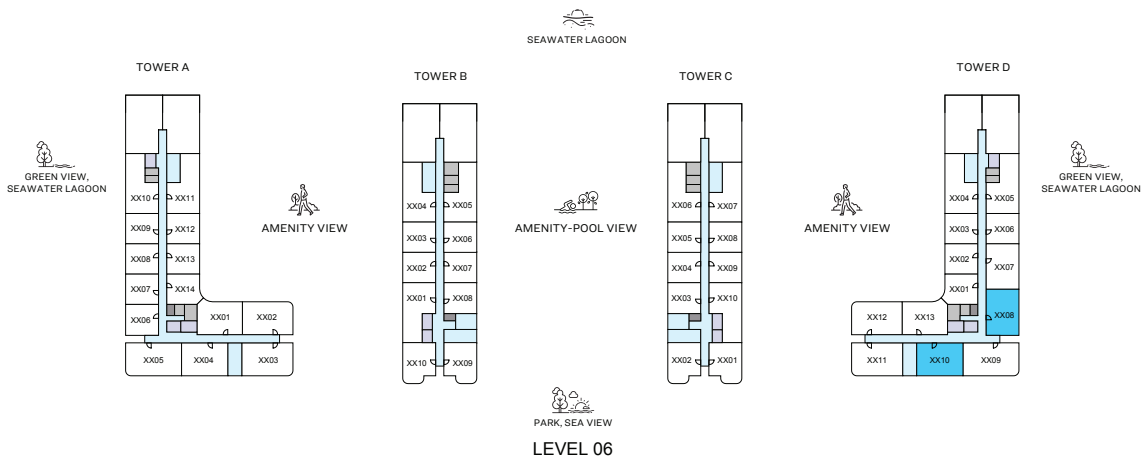 SEAWATER LAGOON
TOWER A
TOWER B
TOWER C
TOWER D
GREEN VIEW,
SEAWATER LAGOON
AMENITY VIEW
AMENITY-POOL VIEW
AMENITY VIEW
GREEN VIEW,
SEAWATER LAGOON
XX10 XX11
XX09 XX12
XX08 XX13
XX07 XX14
XX06 XX01 XX02
XX05 XX04 XX03
XX04 XX05
XX03 XX06
XX02 XX07
XX01 XX08
XX10 XX09
XX06 XX07
XX05 XX08
XX04 XX09
XX03 XX10
XX02 XX01
XX04 XX05
XX03 XX06
XX02 XX07
XX01 XX08
XX12 XX13
XX11 XX10 XX09
PARK, SEA VIEW
LEVEL 06